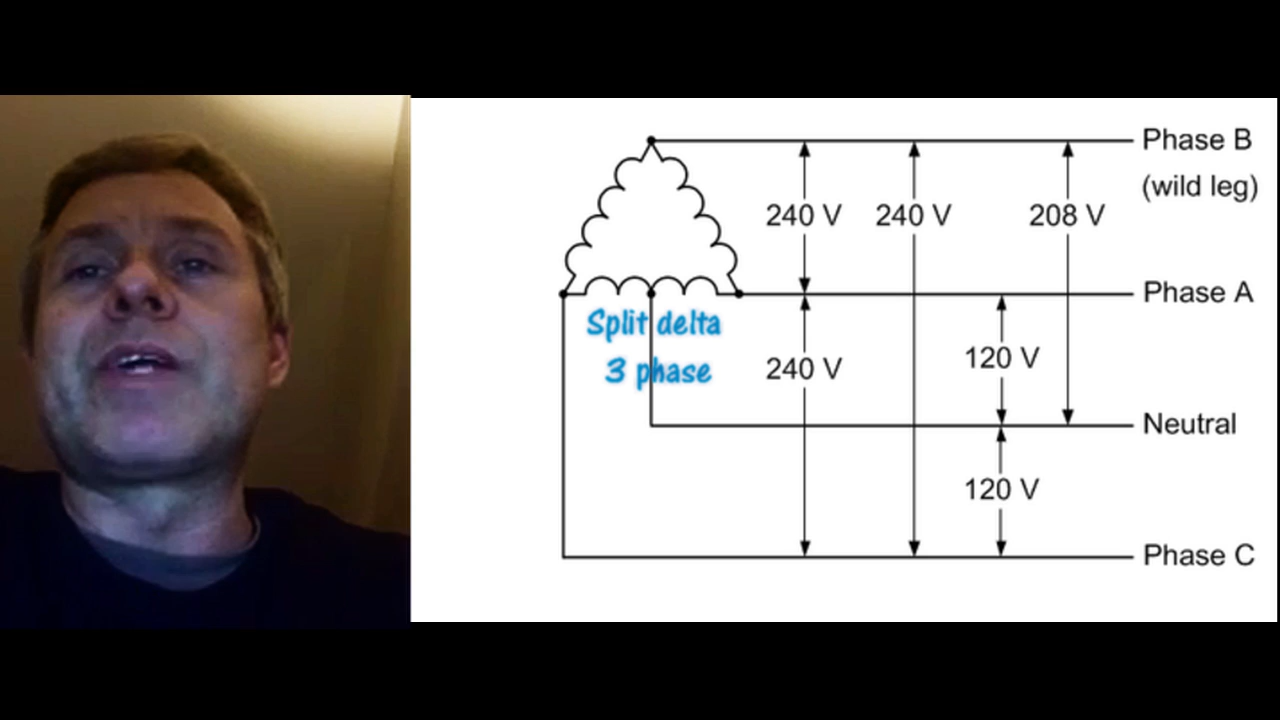 Phase B
(wild leg)
240 V 240 V 208 V
Phase A
Split delta
3 phase
240 V 120 V
Neutral
120 V
Phase C